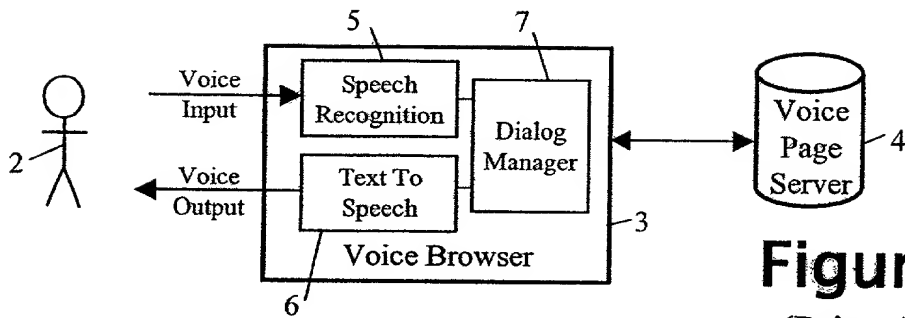 5
7
Voice
Input
Speech
Recognition
Dialog
Manager
Voice
Page
Server
2
4
Voice
Output
Text To
Speech
3
Voice Browser
6
Figur